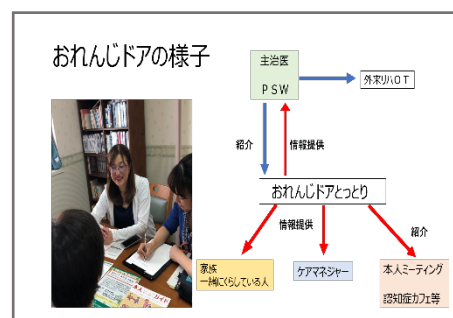 おれんじドアの様子
主治医
ＰＳＷ
外来リハＯＴ
紹介
情報提供
おれんじドアとっとり
情報提供
紹介
家族
一緒にくらしている人
ケアマネジャー
本人ミーティング
認知症カフェ等